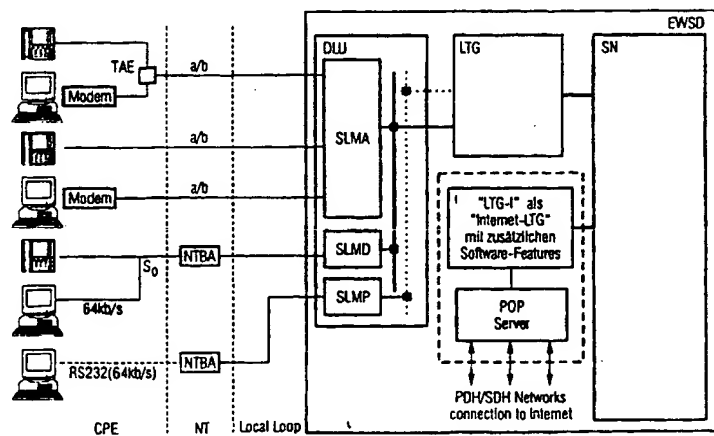 EWSD
DLU
LTG
SN
TAE
a/b
Modem
a/b
SLMA
Modem
a/b
"LTG-I" als
"Internet-LTG"
mit zusätzlichen
Software-Features
S0
NTBA
SLMD
64kb/s
SLMP
POP
Server
RS232(64kb/s)
NTBA
PDH/SDH Networks
connection to Internet
CPE
NT
Local Loop